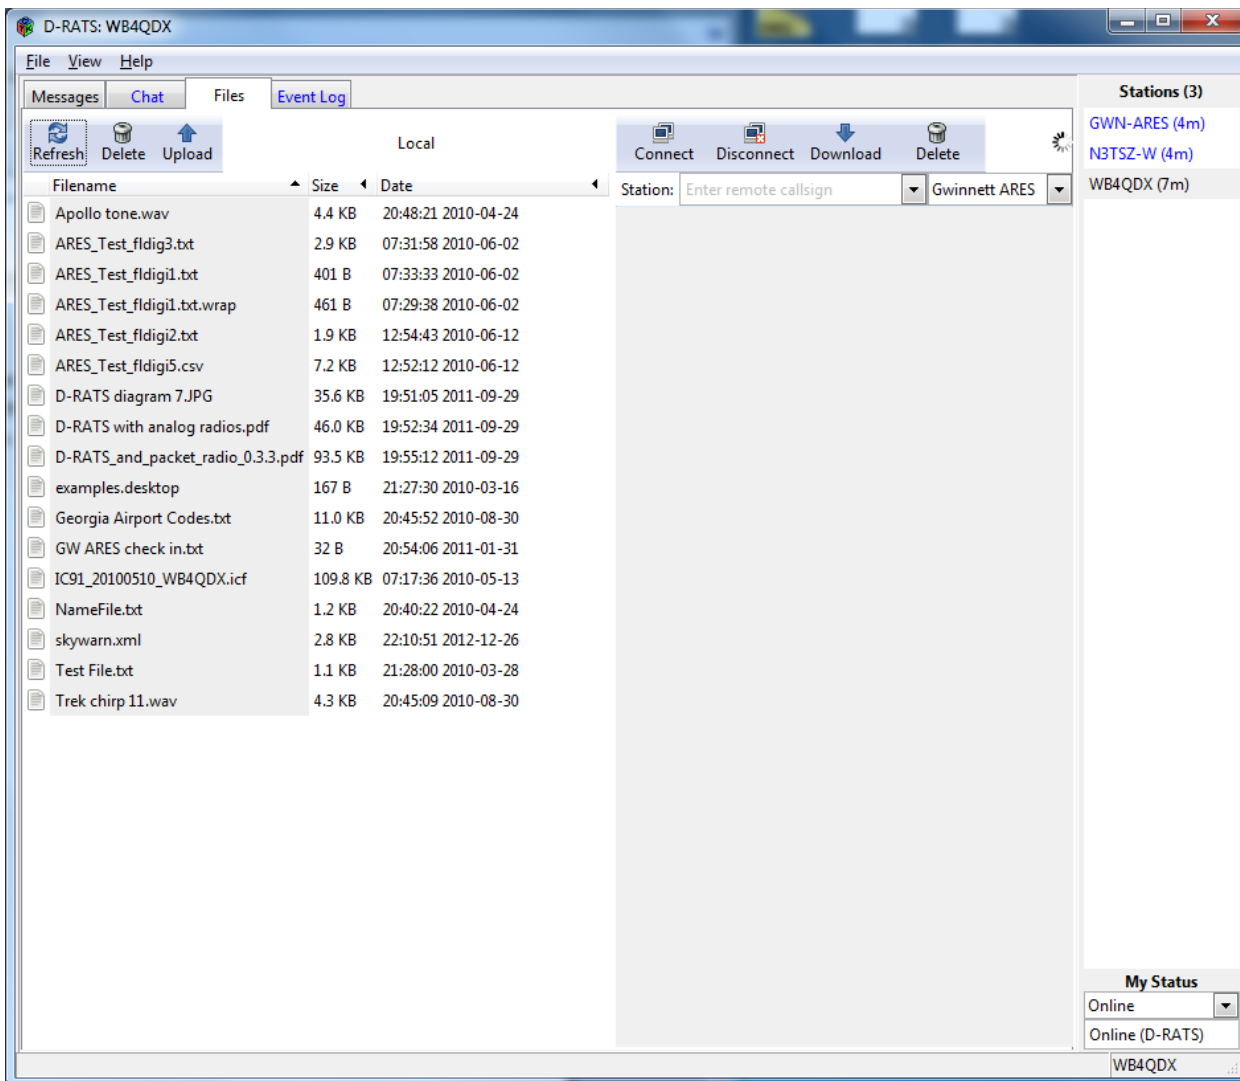 D-RATS: WB4QDX
File View Help
Messages Chat Files Event Log
Refresh Delete Upload
Local
Connect Disconnect Download Delete
Station: Enter remote callsign Gwinnett ARES
Filename Size Date
Apollo tone.wav 4.4 KB 20:48:21 2010-04-24
ARES_Test_fldig3.txt 2.9 KB 07:31:58 2010-06-02
ARES_Test_fldigi1.txt 401 B 07:33:33 2010-06-02
ARES_Test_fldigi1.txt.wrap 461 B 07:29:38 2010-06-02
ARES_Test_fldigi2.txt 1.9 KB 12:54:43 2010-06-12
ARES_Test_fldigi5.csv 7.2 KB 12:52:12 2010-06-12
D-RATS diagram 7.JPG 35.6 KB 19:51:05 2011-09-29
D-RATS with analog radios.pdf 46.0 KB 19:52:34 2011-09-29
D-RATS_and_packet_radio_0.3.3.pdf 93.5 KB 19:55:12 2011-09-29
examples.desktop 167 B 21:27:30 2010-03-16
Georgia Airport Codes.txt 11.0 KB 20:45:52 2010-08-30
GW ARES check in.txt 32 B 20:54:06 2011-01-31
IC91_20100510_WB4QDX.icf 109.8 KB 07:17:36 2010-05-13
NameFile.txt 1.2 KB 20:40:22 2010-04-24
skywarn.xml 2.8 KB 22:10:51 2012-12-26
Test File.txt 1.1 KB 21:28:00 2010-03-28
Trek chirp 11.wav 4.3 KB 20:45:09 2010-08-30
Stations (3)
GWN-ARES (4m)
N3TSZ-W (4m)
WB4QDX (7m)
My Status
Online
Online (D-RATS)
WB4QDX